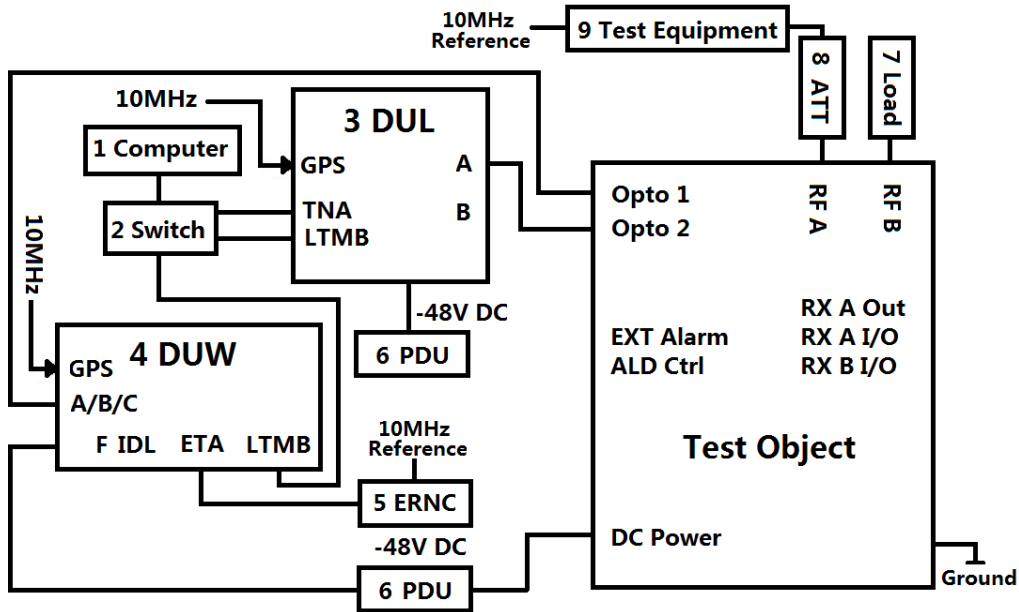 10MHz
Reference
9 Test Equipment
8 ATT
7 Load
10MHz
3 DUL
1 Computer
GPS
A
TNA
B
LTMB
2 Switch
10MHz
-48V DC
6 PDU
4 DUW
GPS
A/B/C
F IDL
ETA
LTMB
10MHz
Reference
5 ERNC
-48V DC
6 PDU
Opto 1
Opto 2
RF A
RF B
RX A Out
EXT Alarm
RX A I/O
ALD Ctrl
RX B I/O
Test Object
DC Power
Ground